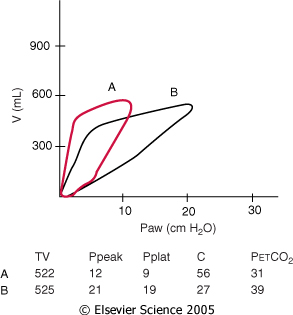 900
A
B
600
V (mL)
300
10
20
30
Paw (cm H₂O)
TV Ppeak Pplat C PETCO₂
A 522 12 9 56 31
B 525 21 19 27 39
© Elsevier Science 2005